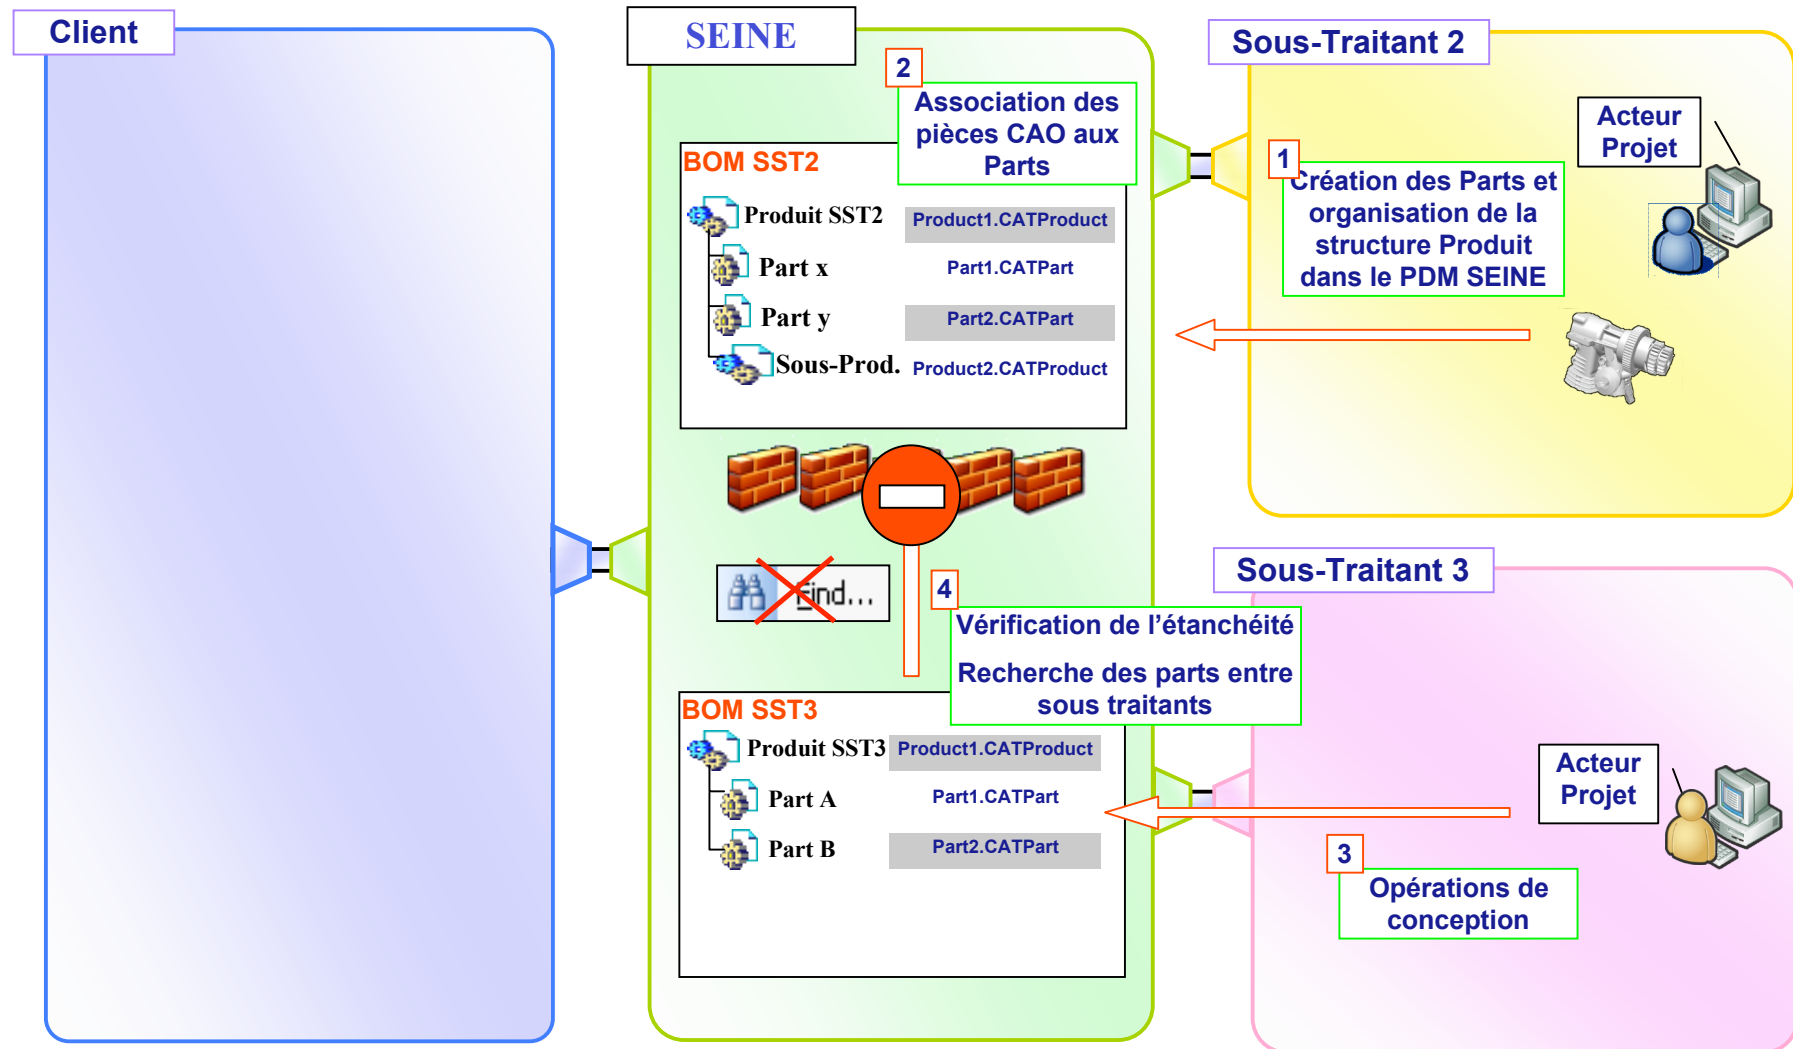 Client
SEINE
2
Association des
pièces CAO aux
Parts
BOM SST2
Produit SST2
Product1.CATProduct
Part x
Part1.CATPart
Part y
Part2.CATPart
Sous-Prod.
Product2.CATProduct
Find...
4
Vérification de l’étanchéité
Recherche des parts entre
sous traitants
BOM SST3
Produit SST3
Product1.CATProduct
Part A
Part1.CATPart
Part B
Part2.CATPart
Sous-Traitant 2
Acteur
Projet
1
Création des Parts et
organisation de la
structure Produit
dans le PDM SEINE
Sous-Traitant 3
Acteur
Projet
3
Opérations de
conception